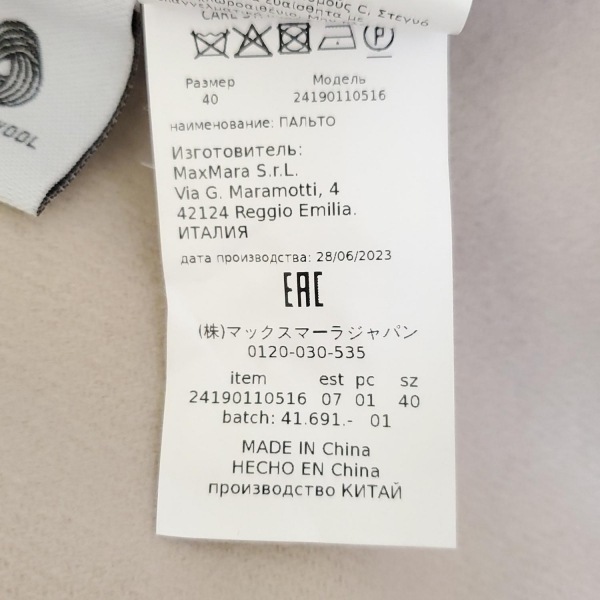 Размер Модель
40 24190110516
наименование: ПАЛЬТО
Изготовитель:
MaxMara S.r.L.
Via G. Maramotti, 4
42124 Reggio Emilia.
ИТАЛИЯ
дата производства: 28/06/2023
EAC
(株)マックスマーラジャパン
0120-030-535
item est pc sz
24190110516 07 01 40
batch: 41.691.- 01
MADE IN China
HECHO EN China
производство КИТАЙ